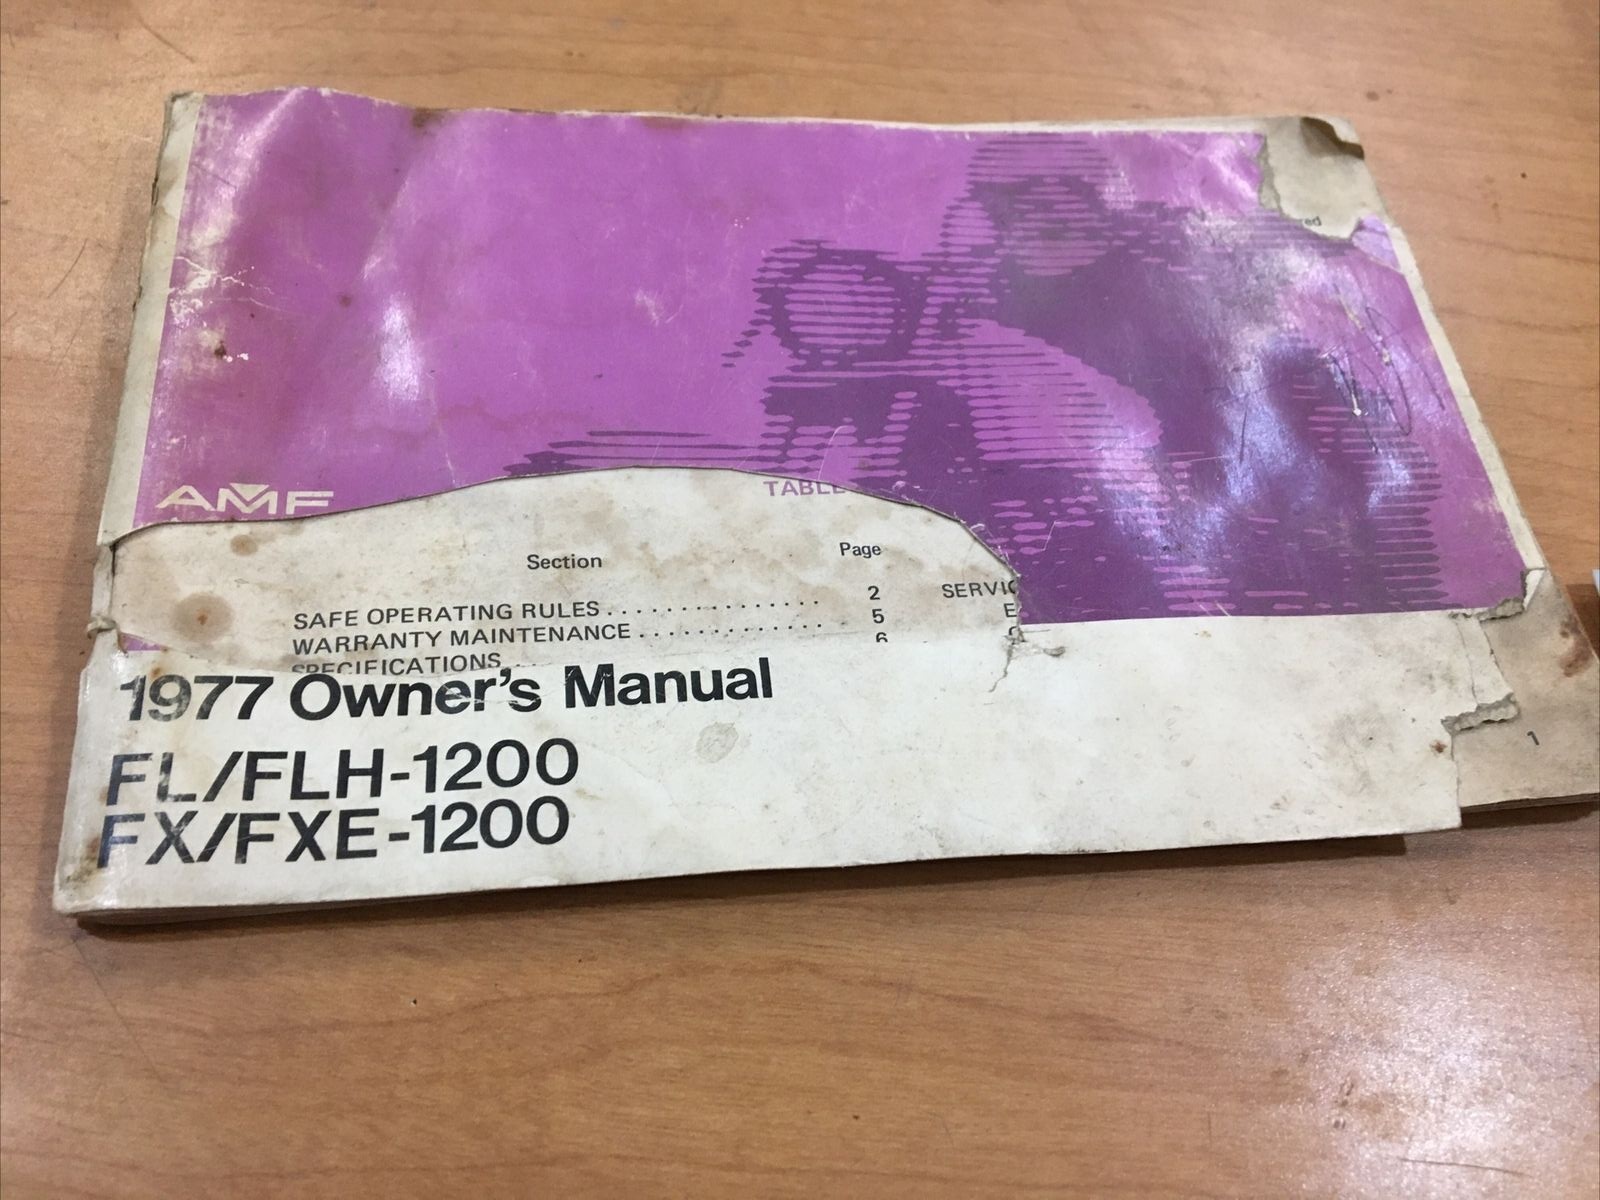 AMF
TABLE
Section Page
SAFE OPERATING RULES............... 2 SERVIC
WARRANTY MAINTENANCE............. 5 E
SPECIFICATIONS.. 6
1977 Owner's Manual
FL/FLH-1200
FX/FXE-1200
1